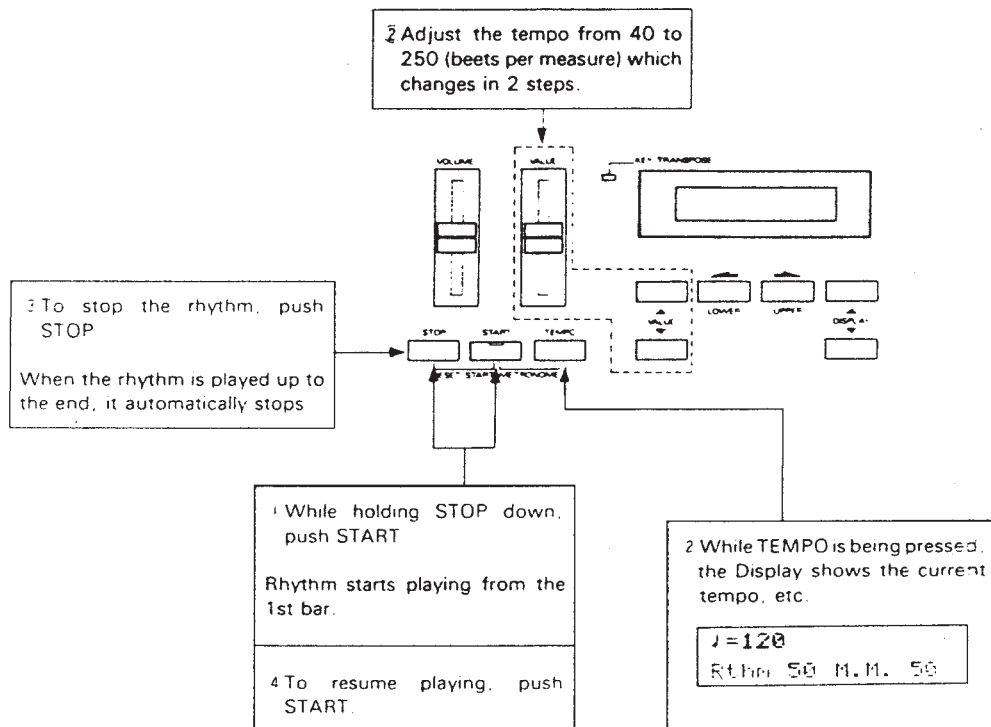 2 Adjust the tempo from 40 to
250 (beets per measure) which
changes in 2 steps.
VOLUME
VALUE
KEY TRANSPOSE
3 To stop the rhythm, push
STOP
When the rhythm is played up to
the end, it automatically stops
LOWER
UPPER
VALUE
DISPLAY
STOP
START
TEMPO
RESET START
METRONOME
1 While holding STOP down,
push START
Rhythm starts playing from the
1st bar.
4 To resume playing, push
START.
2 While TEMPO is being pressed,
the Display shows the current
tempo, etc.
♩=120
Rthm 50 M.M. 50